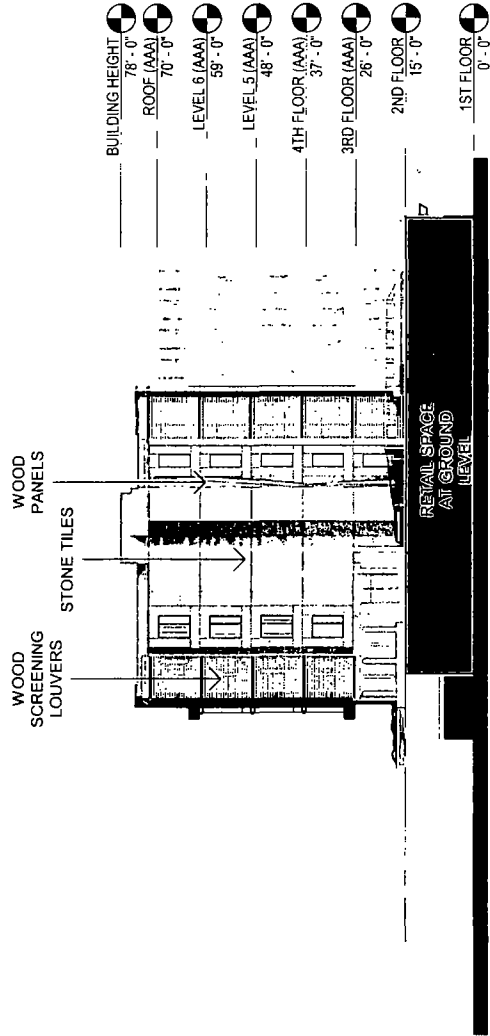 WOOD
SCREENING
LOUVERS
STONE TILES
WOOD
PANELS
BUILDING HEIGHT
78' - 0"
ROOF (AAA)
70' - 0"
LEVEL 6 (AAA)
59' - 0"
LEVEL 5 (AAA)
48' - 0"
4TH FLOOR (AAA)
37' - 0"
3RD FLOOR (AAA)
26' - 0"
2ND FLOOR
15' - 0"
1ST FLOOR
0' - 0"
RETAIL SPACE
AT GROUND
LEVEL